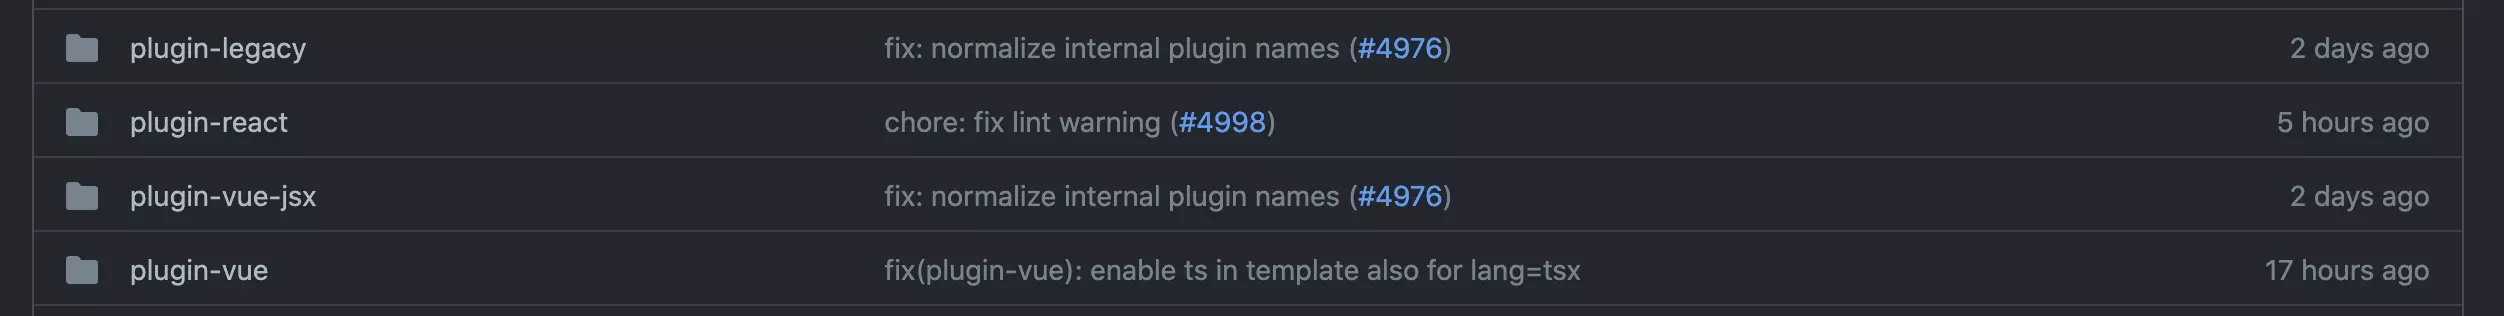 plugin-legacy fix: normalize internal plugin names (#4976) 2 days ago
plugin-react chore: fix lint warning (#4998) 5 hours ago
plugin-vue-jsx fix: normalize internal plugin names (#4976) 2 days ago
plugin-vue fix(plugin-vue): enable ts in template also for lang=tsx 17 hours ago